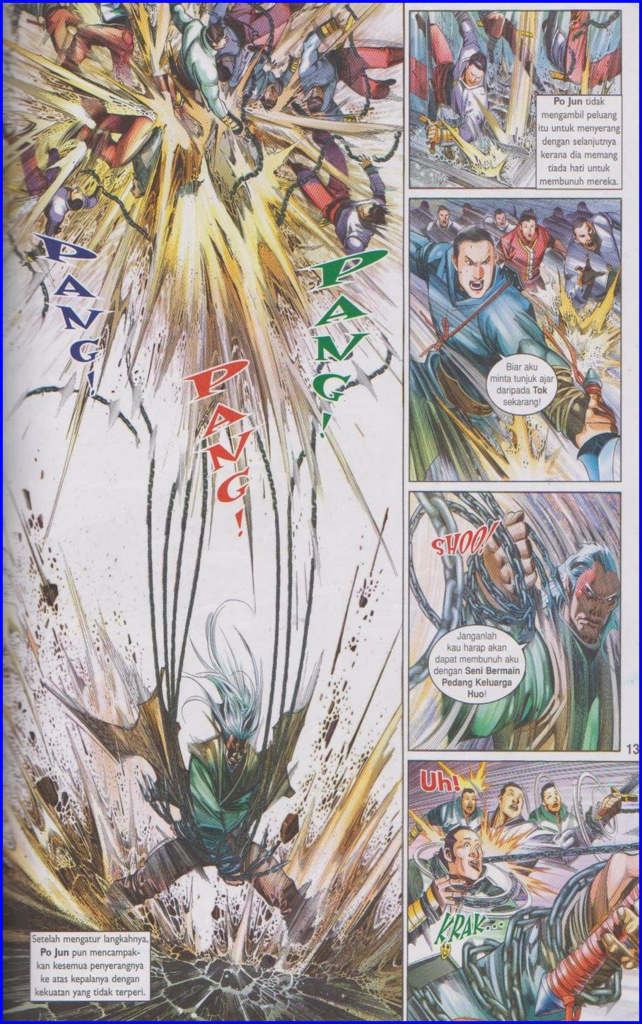 PANG!
PANG!
PANG!
Setelah mengatur langkahnya,
Po Jun pun mencampak-
kan kesemua penyerangnya
ke atas kepalanya dengan
kekuatan yang tidak terperi.
Po Jun tidak
mengambil peluang
itu untuk menyerang
dengan selanjutnya
kerana dia memang
tiada hati untuk
membunuh mereka.
Biar aku
minta tunjuk ajar
daripada Tok
sekarang!
SHOO!
Janganlah
kau harap akan
dapat membunuh aku
dengan Seni Bermain
Pedang Keluarga
Huo!
13
Uh!
KRAK...